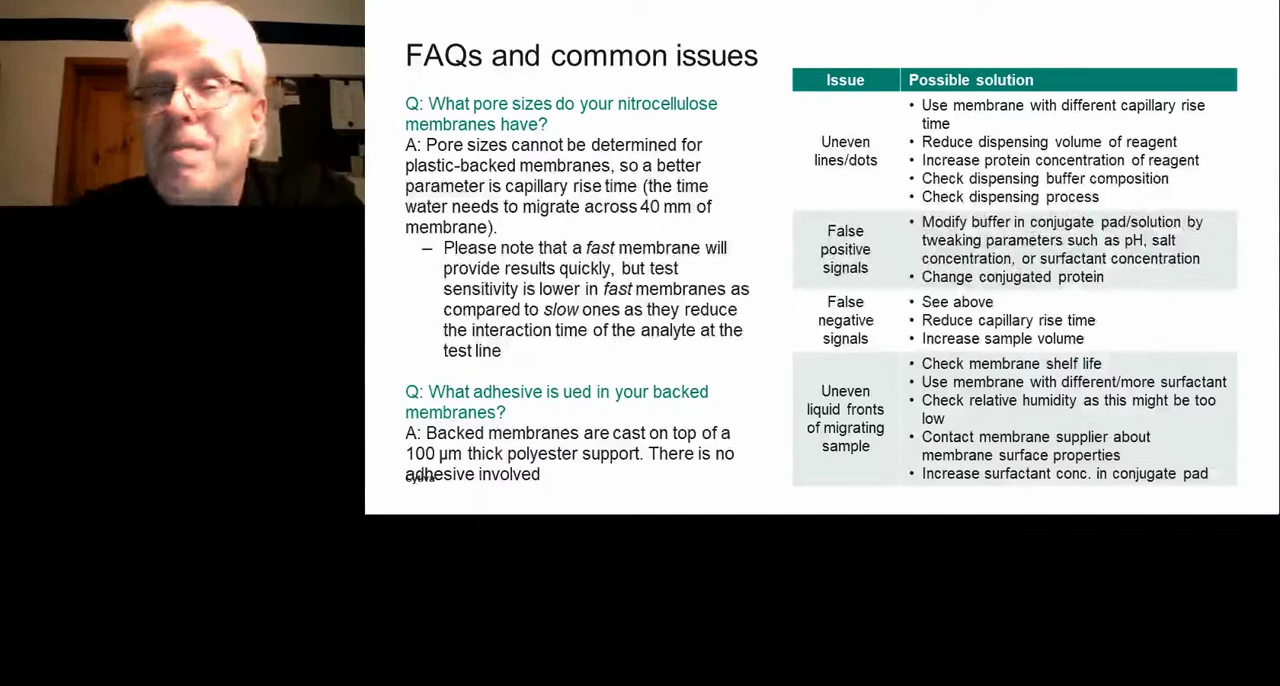 FAQs and common issues
Q: What pore sizes do your nitrocellulose
membranes have?
A: Pore sizes cannot be determined for
plastic-backed membranes, so a better
parameter is capillary rise time (the time
water needs to migrate across 40 mm of
membrane).
– Please note that a fast membrane will
provide results quickly, but test
sensitivity is lower in fast membranes as
compared to slow ones as they reduce
the interaction time of the analyte at the
test line
Q: What adhesive is ued in your backed
membranes?
A: Backed membranes are cast on top of a
100 µm thick polyester support. There is no
adhesive involved
Cytiva
Issue Possible solution
Uneven
lines/dots
• Use membrane with different capillary rise
time
• Reduce dispensing volume of reagent
• Increase protein concentration of reagent
• Check dispensing buffer composition
• Check dispensing process
False
positive
signals
• Modify buffer in conjugate pad/solution by
tweaking parameters such as pH, salt
concentration, or surfactant concentration
• Change conjugated protein
False
negative
signals
• See above
• Reduce capillary rise time
• Increase sample volume
Uneven
liquid fronts
of migrating
sample
• Check membrane shelf life
• Use membrane with different/more surfactant
• Check relative humidity as this might be too
low
• Contact membrane supplier about
membrane surface properties
• Increase surfactant conc. in conjugate pad